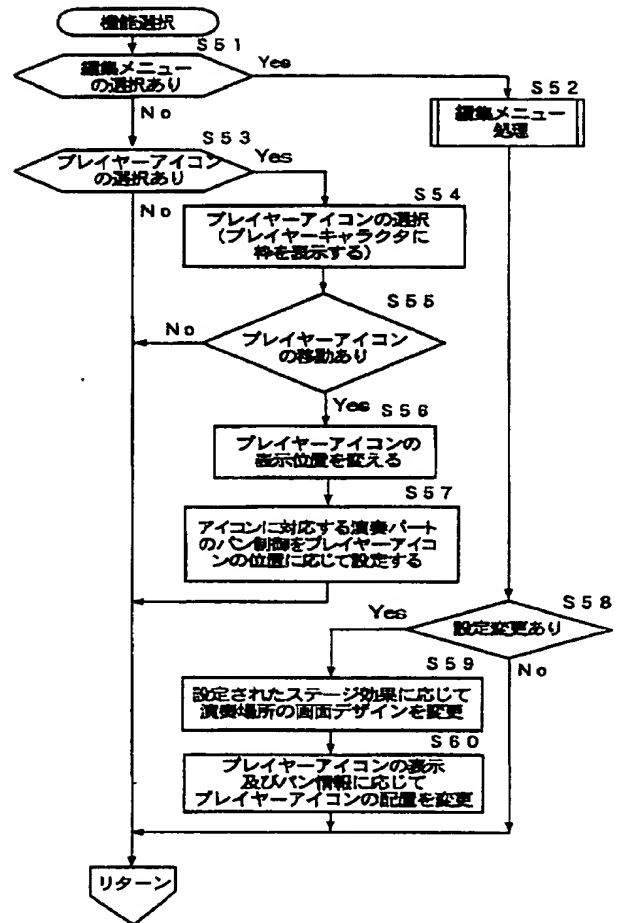 機能選択
S51
編集メニュー
の選択あり
Yes
No
S52
編集メニュー
処理
S53
プレイヤーアイコン
の選択あり
Yes
No
S54
プレイヤーアイコンの選択
(プレイヤーキャラクタに
枠を表示する)
S55
プレイヤーアイコン
の移動あり
No
Yes
S56
プレイヤーアイコンの
表示位置を変える
S57
アイコンに対応する演奏パート
のパン制御をプレイヤーアイコ
ンの位置に応じて設定する
S58
設定変更あり
Yes
No
S59
設定されたステージ効果に応じて
演奏場所の画面デザインを変更
S60
プレイヤーアイコンの表示
及びパン情報に応じて
プレイヤーアイコンの配置を変更
リターン